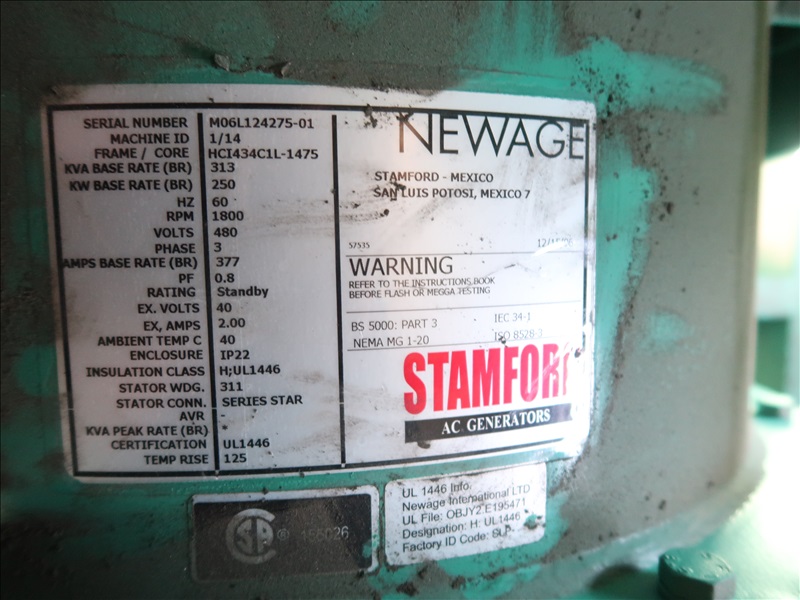 SERIAL NUMBER M06L124275-01
MACHINE ID 1/14
FRAME / CORE HCI434C1L-1475
KVA BASE RATE (BR) 313
KW BASE RATE (BR) 250
HZ 60
RPM 1800
VOLTS 480
PHASE 3
AMPS BASE RATE (BR) 377
PF 0.8
RATING Standby
EX. VOLTS 40
EX, AMPS 2.00
AMBIENT TEMP C 40
ENCLOSURE IP22
INSULATION CLASS H;UL1446
STATOR WDG. 311
STATOR CONN. SERIES STAR
AVR -
KVA PEAK RATE (BR)
CERTIFICATION UL1446
TEMP RISE 125
NEWAGE
STAMFORD - MEXICO
SAN LUIS POTOSI, MEXICO 7
57535
WARNING
REFER TO THE INSTRUCTIONS BOOK
BEFORE FLASH OR MEGGA TESTING
BS 5000: PART 3 IEC 34-1
NEMA MG 1-20 ISO 8528-3
STAMFORD
AC GENERATORS
® 155026
UL 1446 Info.
Newage International LTD
UL File: OBJY2.E195471
Designation: H: UL1446
Factory ID Code: SLP